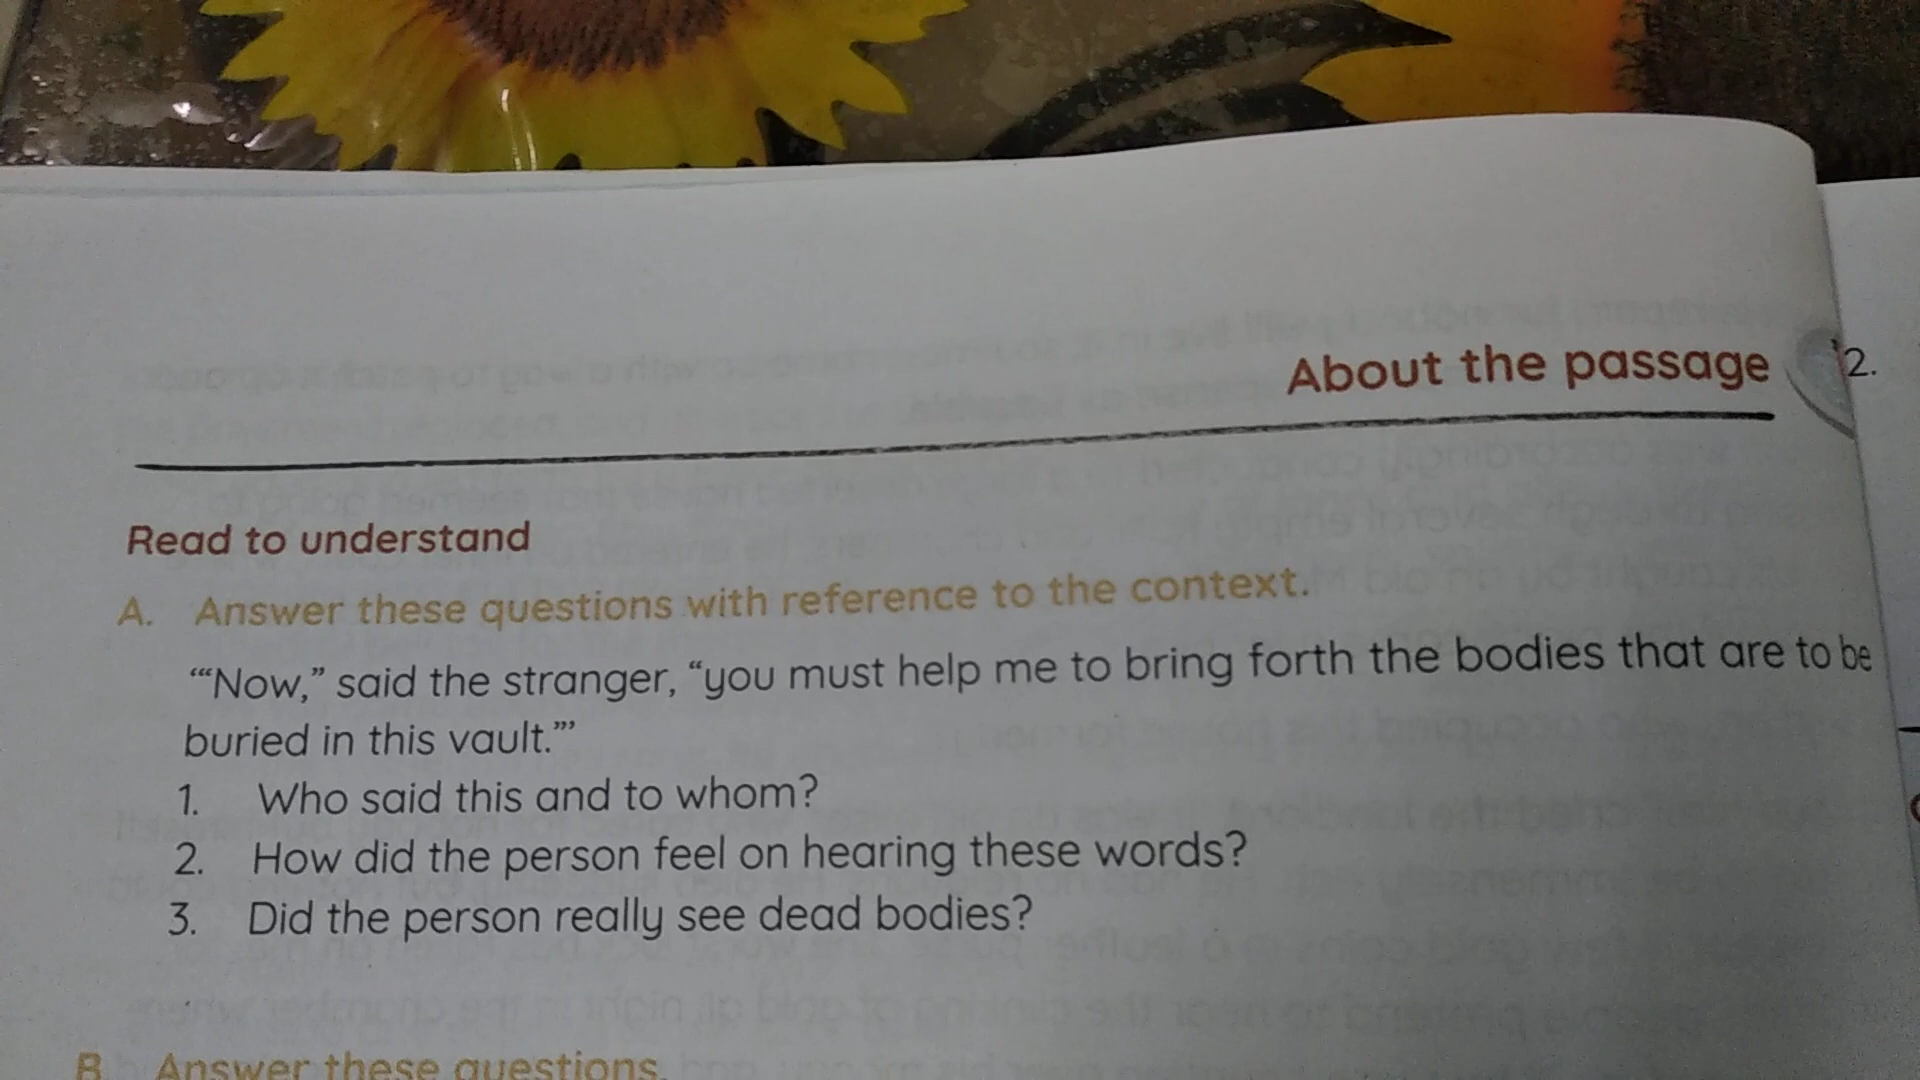 About the passage
2.
Read to understand
A. Answer these questions with reference to the context.
“‘Now,” said the stranger, “you must help me to bring forth the bodies that are to be
buried in this vault.”’
1. Who said this and to whom?
2. How did the person feel on hearing these words?
3. Did the person really see dead bodies?
B. Answer these questions.